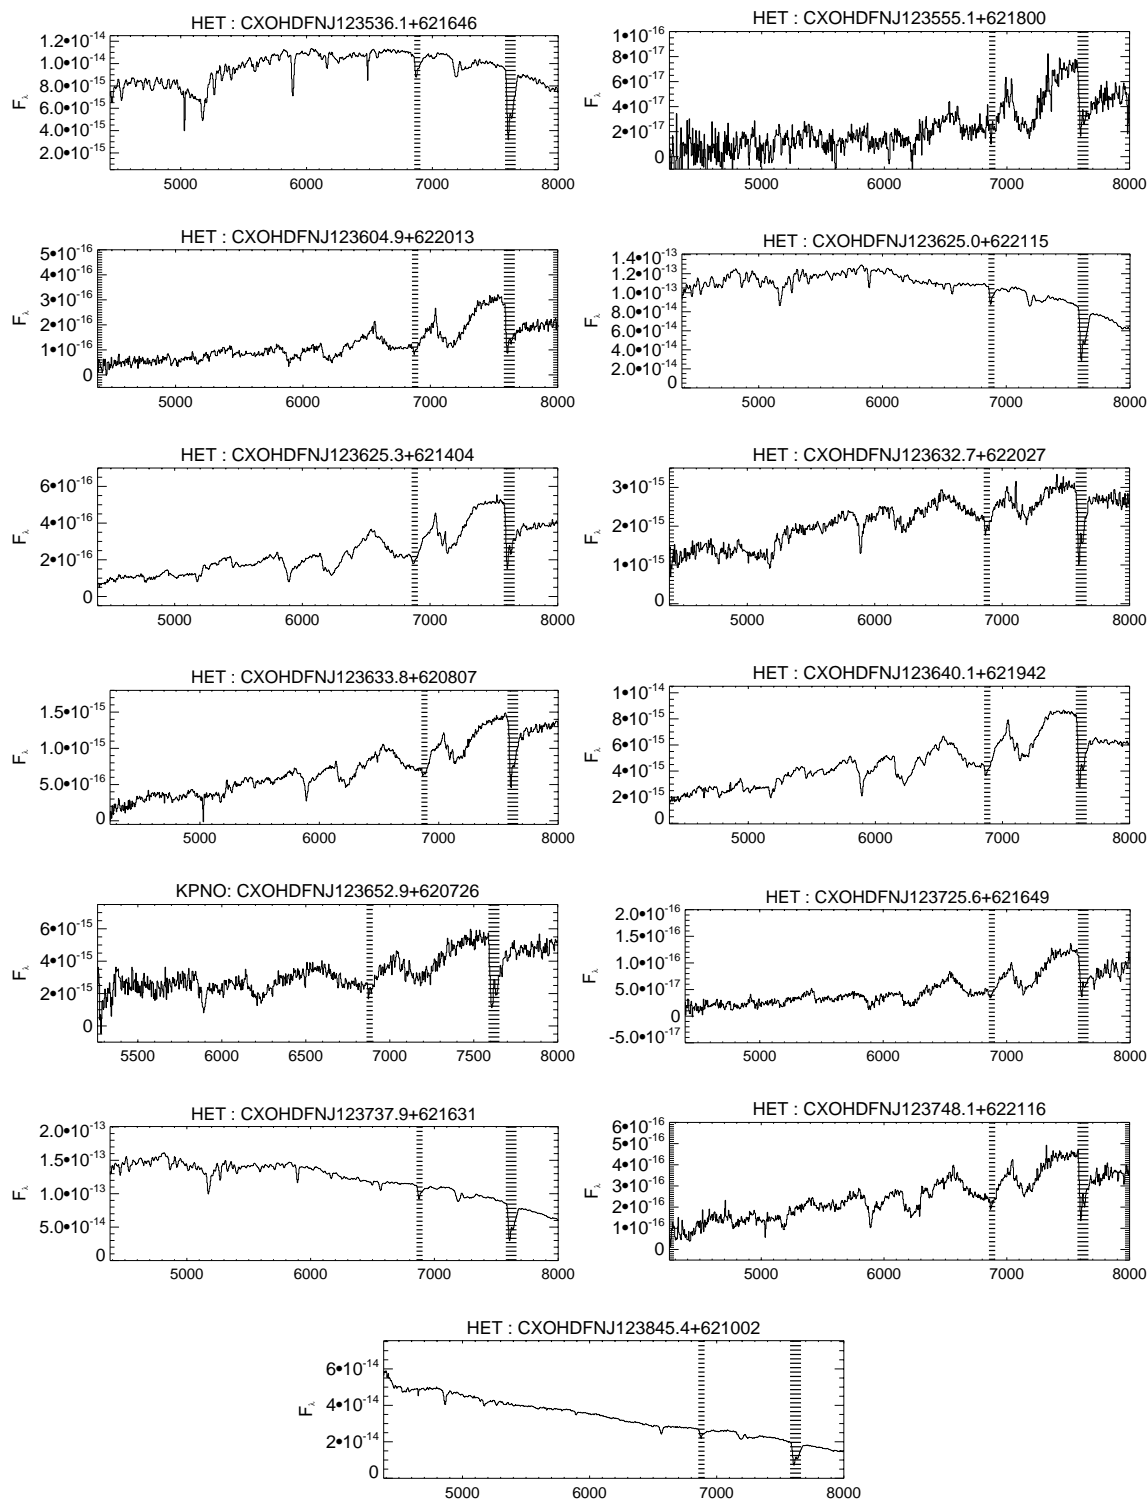 HET : CXOHDFNJ123536.1+621646
1.2•10-14
1.0•10-14
8.0•10-15
6.0•10-15
4.0•10-15
2.0•10-15
Fλ
5000 6000 7000 8000
HET : CXOHDFNJ123555.1+621800
1•10-16
8•10-17
6•10-17
4•10-17
2•10-17
0
Fλ
5000 6000 7000 8000
HET : CXOHDFNJ123604.9+622013
5•10-16
4•10-16
3•10-16
2•10-16
1•10-16
0
Fλ
5000 6000 7000 8000
HET : CXOHDFNJ123625.0+622115
1.4•10-13
1.2•10-13
1.0•10-13
8.0•10-14
6.0•10-14
4.0•10-14
2.0•10-14
0
Fλ
5000 6000 7000 8000
HET : CXOHDFNJ123625.3+621404
6•10-16
4•10-16
2•10-16
0
Fλ
5000 6000 7000 8000
HET : CXOHDFNJ123632.7+622027
3•10-15
2•10-15
1•10-15
0
Fλ
5000 6000 7000 8000
HET : CXOHDFNJ123633.8+620807
1.5•10-15
1.0•10-15
5.0•10-16
0
Fλ
5000 6000 7000 8000
HET : CXOHDFNJ123640.1+621942
1•10-14
8•10-15
6•10-15
4•10-15
2•10-15
0
Fλ
5000 6000 7000 8000
KPNO: CXOHDFNJ123652.9+620726
6•10-15
4•10-15
2•10-15
0
Fλ
5500 6000 6500 7000 7500 8000
HET : CXOHDFNJ123725.6+621649
2.0•10-16
1.5•10-16
1.0•10-16
5.0•10-17
0
-5.0•10-17
Fλ
5000 6000 7000 8000
HET : CXOHDFNJ123737.9+621631
2.0•10-13
1.5•10-13
1.0•10-13
5.0•10-14
0
Fλ
5000 6000 7000 8000
HET : CXOHDFNJ123748.1+622116
6•10-16
5•10-16
4•10-16
3•10-16
2•10-16
1•10-16
0
Fλ
5000 6000 7000 8000
HET : CXOHDFNJ123845.4+621002
6•10-14
4•10-14
2•10-14
0
Fλ
5000 6000 7000 8000